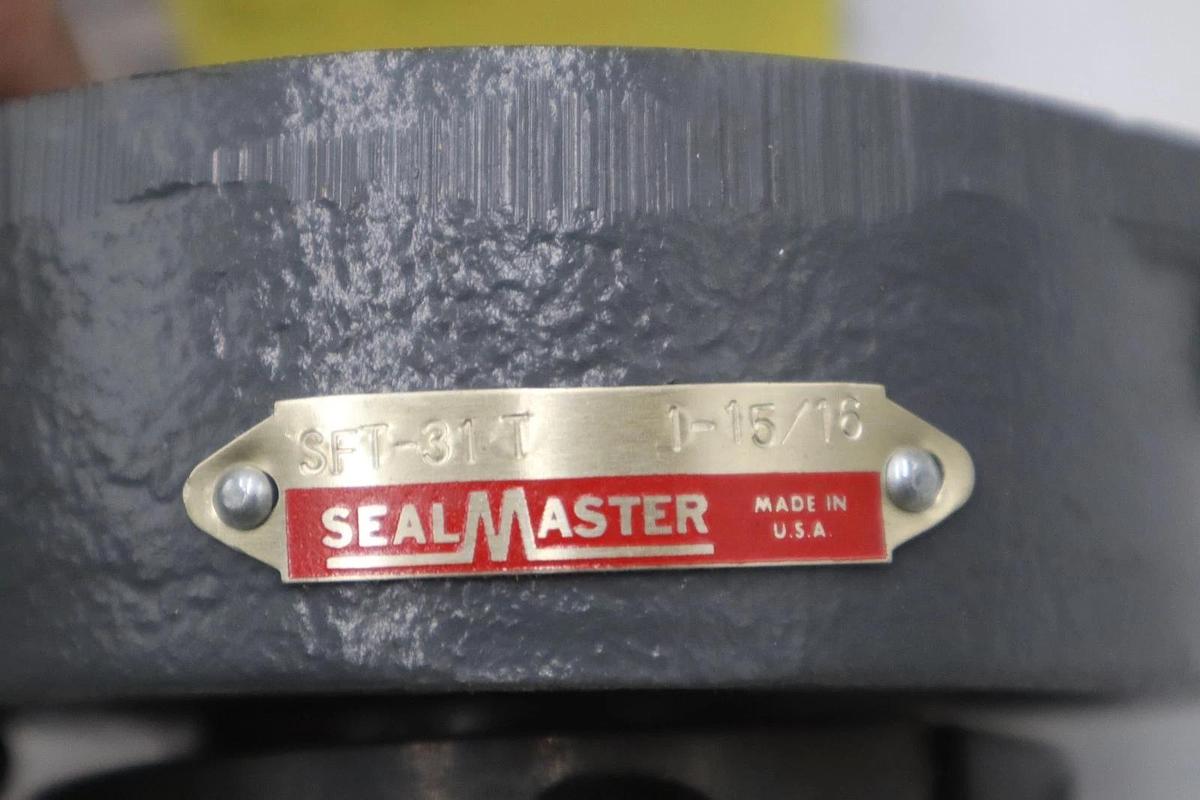 SFT-31 T 1-15/16
SEALMASTER MADE IN
U.S.A.